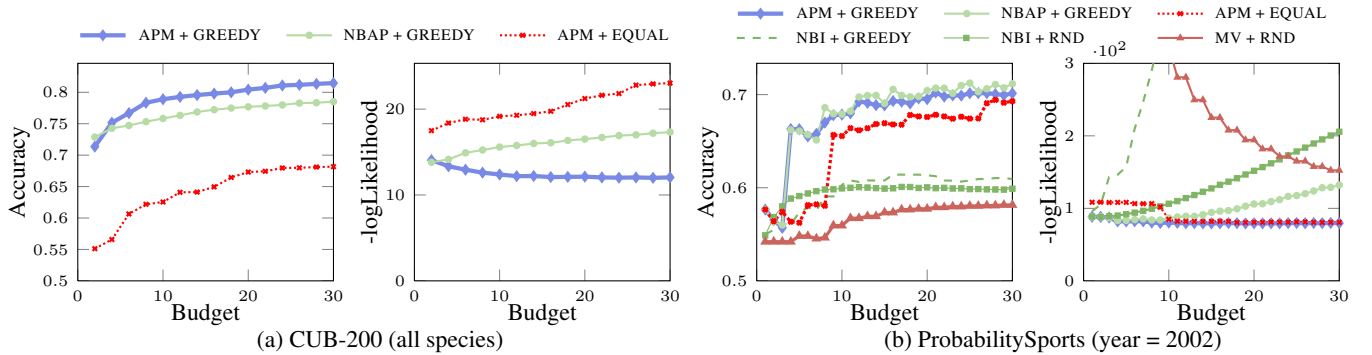 APM + GREEDY NBAP + GREEDY APM + EQUAL
0.8
0.75
0.7
0.65
0.6
0.55
0.5
0 10 20 30
Accuracy
Budget
20
10
0
0 10 20 30
-logLikelihood
Budget
(a) CUB-200 (all species)
APM + GREEDY NBAP + GREEDY APM + EQUAL
NBI + GREEDY NBI + RND MV + RND
0.7
0.6
0.5
0 10 20 30
Accuracy
Budget
·10²
3
2
1
0
0 10 20 30
-logLikelihood
Budget
(b) ProbabilitySports (year = 2002)